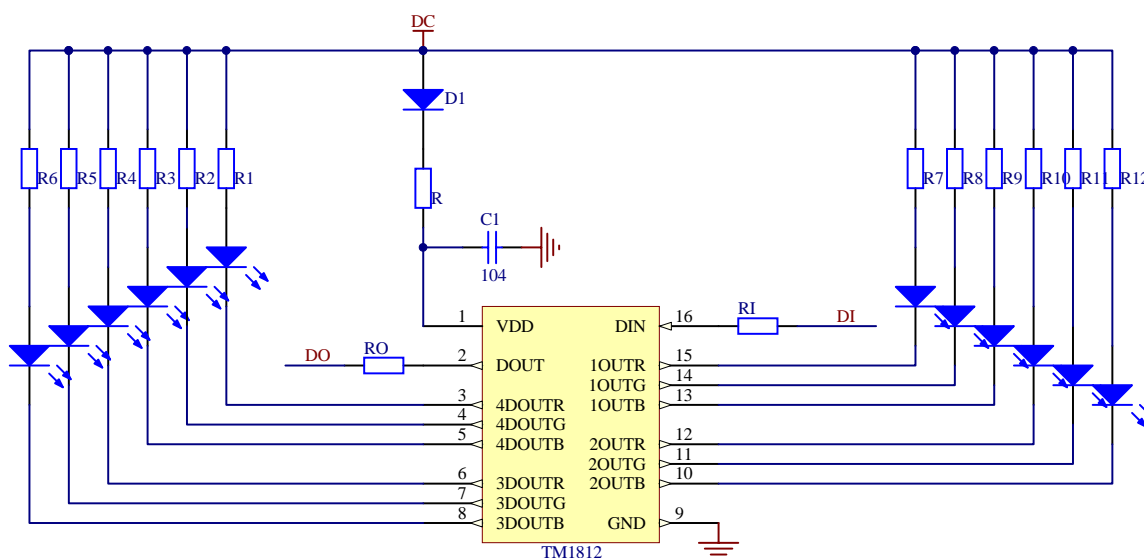 DC
D1
R6 R5 R4 R3 R2 R1
R
R7 R8 R9 R10 R11 R12
C1
104
1 VDD DIN 16 RI DI
DO RO 2 DOUT 1OUTR 15
1OUTG 14
3 4DOUTR 1OUTB 13
4 4DOUTG
5 4DOUTB 2OUTR 12
2OUTG 11
6 3DOUTR 2OUTB 10
7 3DOUTG
8 3DOUTB GND 9
TM1812